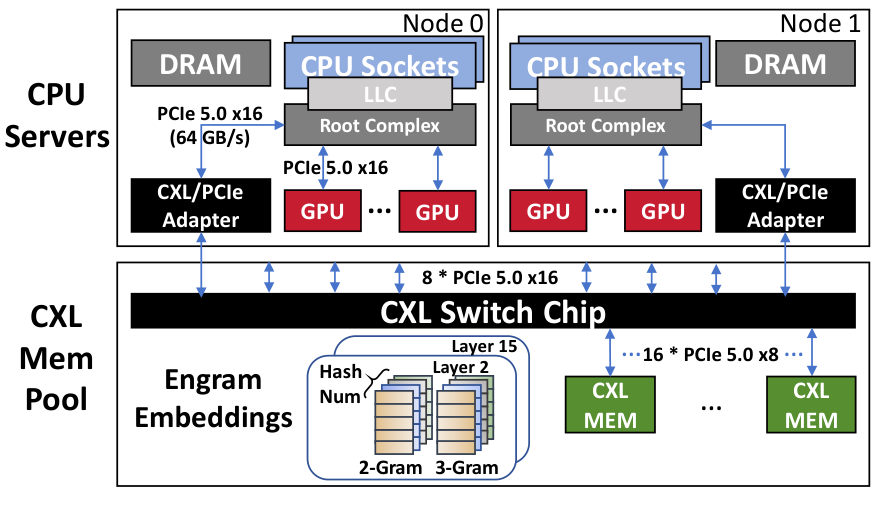 Node 0
Node 1
DRAM
CPU Sockets
CPU Sockets
DRAM
CPU
Servers
LLC
LLC
PCIe 5.0 x16
(64 GB/s)
Root Complex
Root Complex
PCIe 5.0 x16
CXL/PCIe
Adapter
GPU
...
GPU
GPU
...
GPU
CXL/PCIe
Adapter
8 * PCIe 5.0 x16
CXL Switch Chip
CXL
Mem
Pool
Engram
Embeddings
Layer 15
Layer 2
Hash
Num
2-Gram
3-Gram
...16 * PCIe 5.0 x8 ...
CXL
MEM
...
CXL
MEM